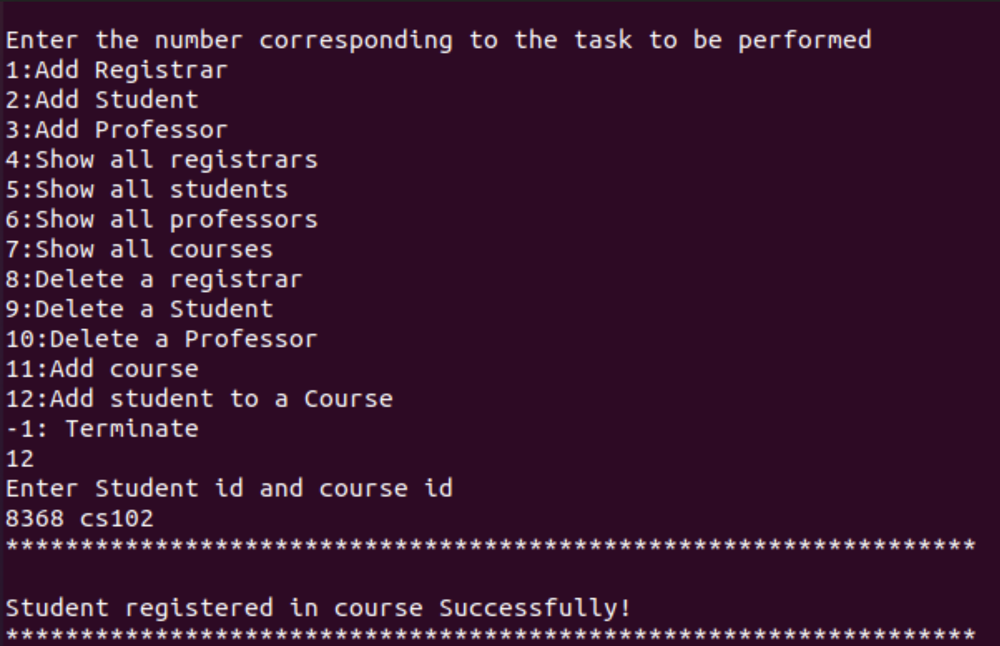 Enter the number corresponding to the task to be performed
1:Add Registrar
2:Add Student
3:Add Professor
4:Show all registrars
5:Show all students
6:Show all professors
7:Show all courses
8:Delete a registrar
9:Delete a Student
10:Delete a Professor
11:Add course
12:Add student to a Course
-1: Terminate
12
Enter Student id and course id
8368 cs102
*****************************************************************
Student registered in course Successfully!
*****************************************************************